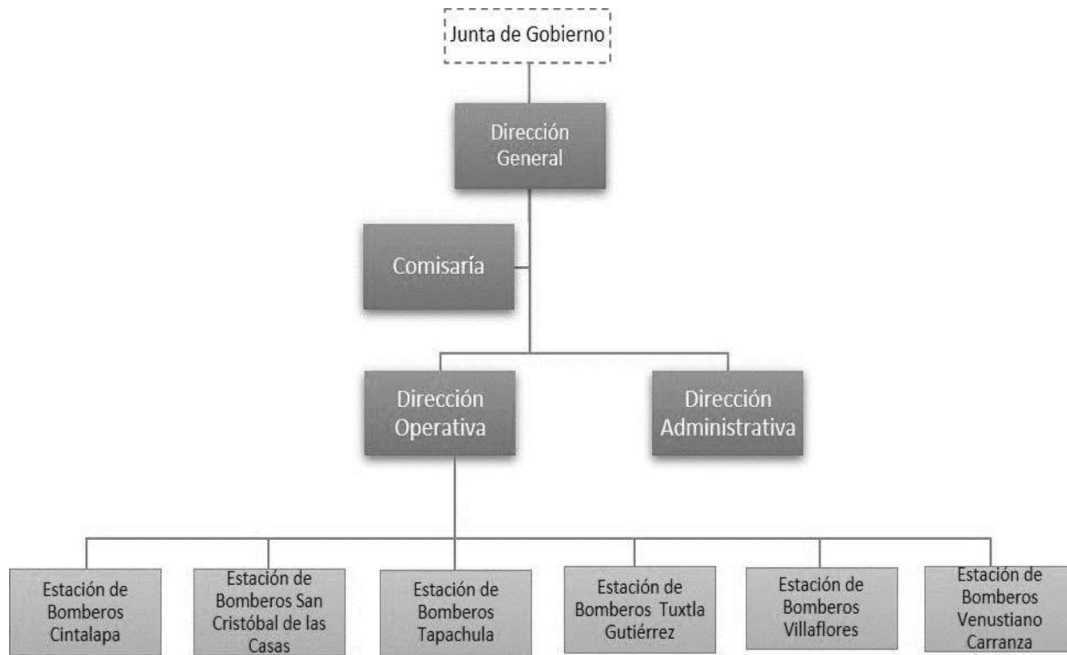 Junta de Gobierno
Dirección
General
Comisaría
Dirección
Operativa
Dirección
Administrativa
Estación de
Bomberos
Cintalapa
Estación de
Bomberos San
Cristóbal de las
Casas
Estación de
Bomberos
Tapachula
Estación de
Bomberos Tuxtla
Gutiérrez
Estación de
Bomberos
Villaflores
Estación de
Bomberos
Venustiano
Carranza